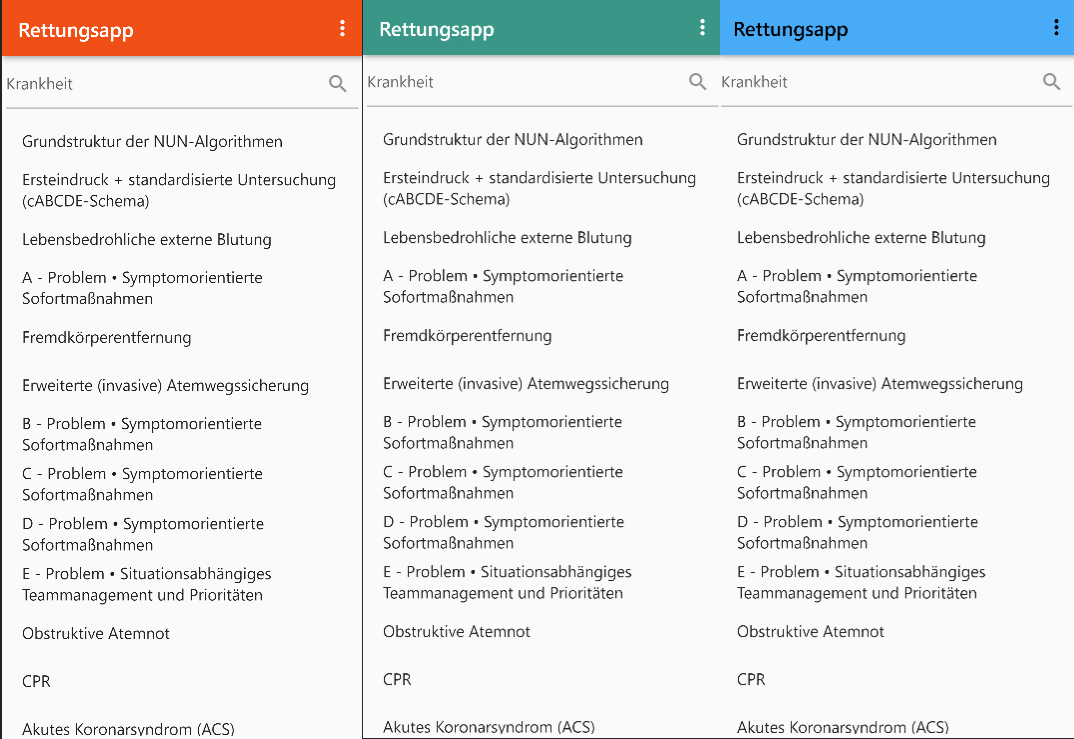 Rettungsapp
Krankheit
Grundstruktur der NUN-Algorithmen
Ersteindruck + standardisierte Untersuchung
(cABCDE-Schema)
Lebensbedrohliche externe Blutung
A - Problem • Symptomorientierte
Sofortmaßnahmen
Fremdkörperentfernung
Erweiterte (invasive) Atemwegssicherung
B - Problem • Symptomorientierte
Sofortmaßnahmen
C - Problem • Symptomorientierte
Sofortmaßnahmen
D - Problem • Symptomorientierte
Sofortmaßnahmen
E - Problem • Situationsabhängiges
Teammanagement und Prioritäten
Obstruktive Atemnot
CPR
Akutes Koronarsyndrom (ACS)
Rettungsapp
Krankheit
Grundstruktur der NUN-Algorithmen
Ersteindruck + standardisierte Untersuchung
(cABCDE-Schema)
Lebensbedrohliche externe Blutung
A - Problem • Symptomorientierte
Sofortmaßnahmen
Fremdkörperentfernung
Erweiterte (invasive) Atemwegssicherung
B - Problem • Symptomorientierte
Sofortmaßnahmen
C - Problem • Symptomorientierte
Sofortmaßnahmen
D - Problem • Symptomorientierte
Sofortmaßnahmen
E - Problem • Situationsabhängiges
Teammanagement und Prioritäten
Obstruktive Atemnot
CPR
Akutes Koronarsyndrom (ACS)
Rettungsapp
Krankheit
Grundstruktur der NUN-Algorithmen
Ersteindruck + standardisierte Untersuchung
(cABCDE-Schema)
Lebensbedrohliche externe Blutung
A - Problem • Symptomorientierte
Sofortmaßnahmen
Fremdkörperentfernung
Erweiterte (invasive) Atemwegssicherung
B - Problem • Symptomorientierte
Sofortmaßnahmen
C - Problem • Symptomorientierte
Sofortmaßnahmen
D - Problem • Symptomorientierte
Sofortmaßnahmen
E - Problem • Situationsabhängiges
Teammanagement und Prioritäten
Obstruktive Atemnot
CPR
Akutes Koronarsyndrom (ACS)